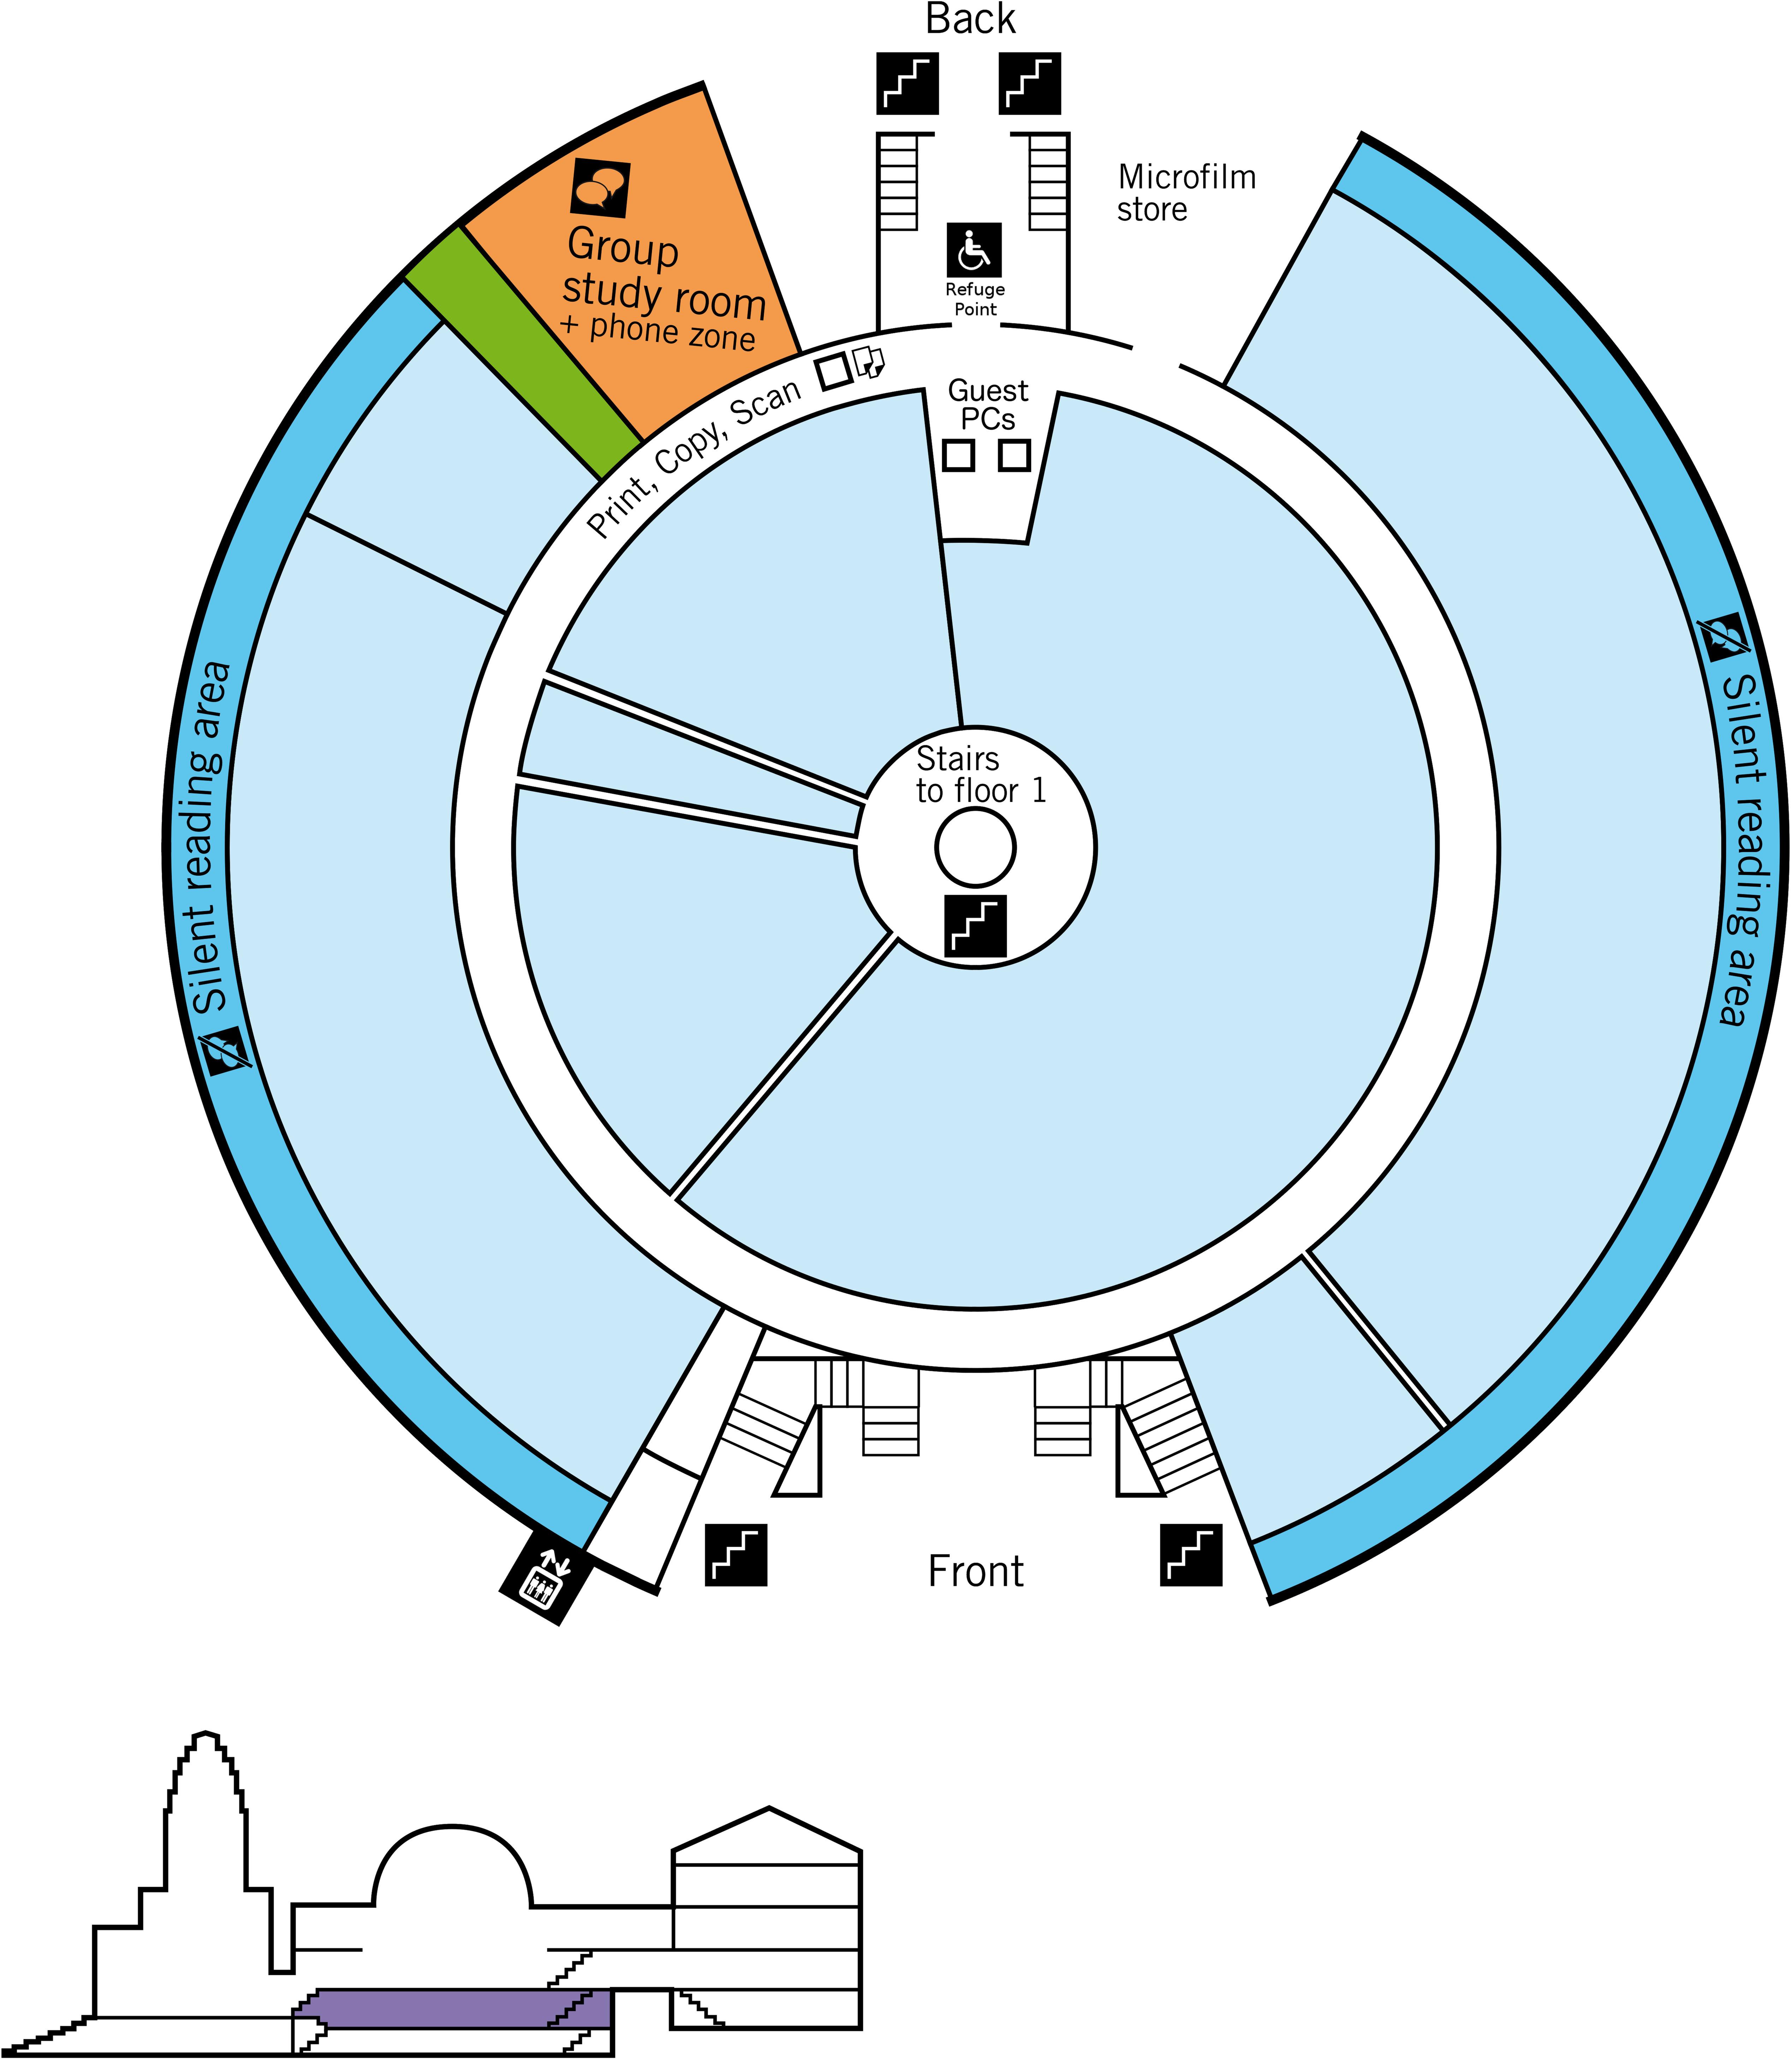 Back
Microfilm
store
Refuge
Point
Group
study room
+ phone zone
Print, Copy, Scan
Guest
PCs
Silent reading area
Stairs
to floor 1
Silent reading area
Front